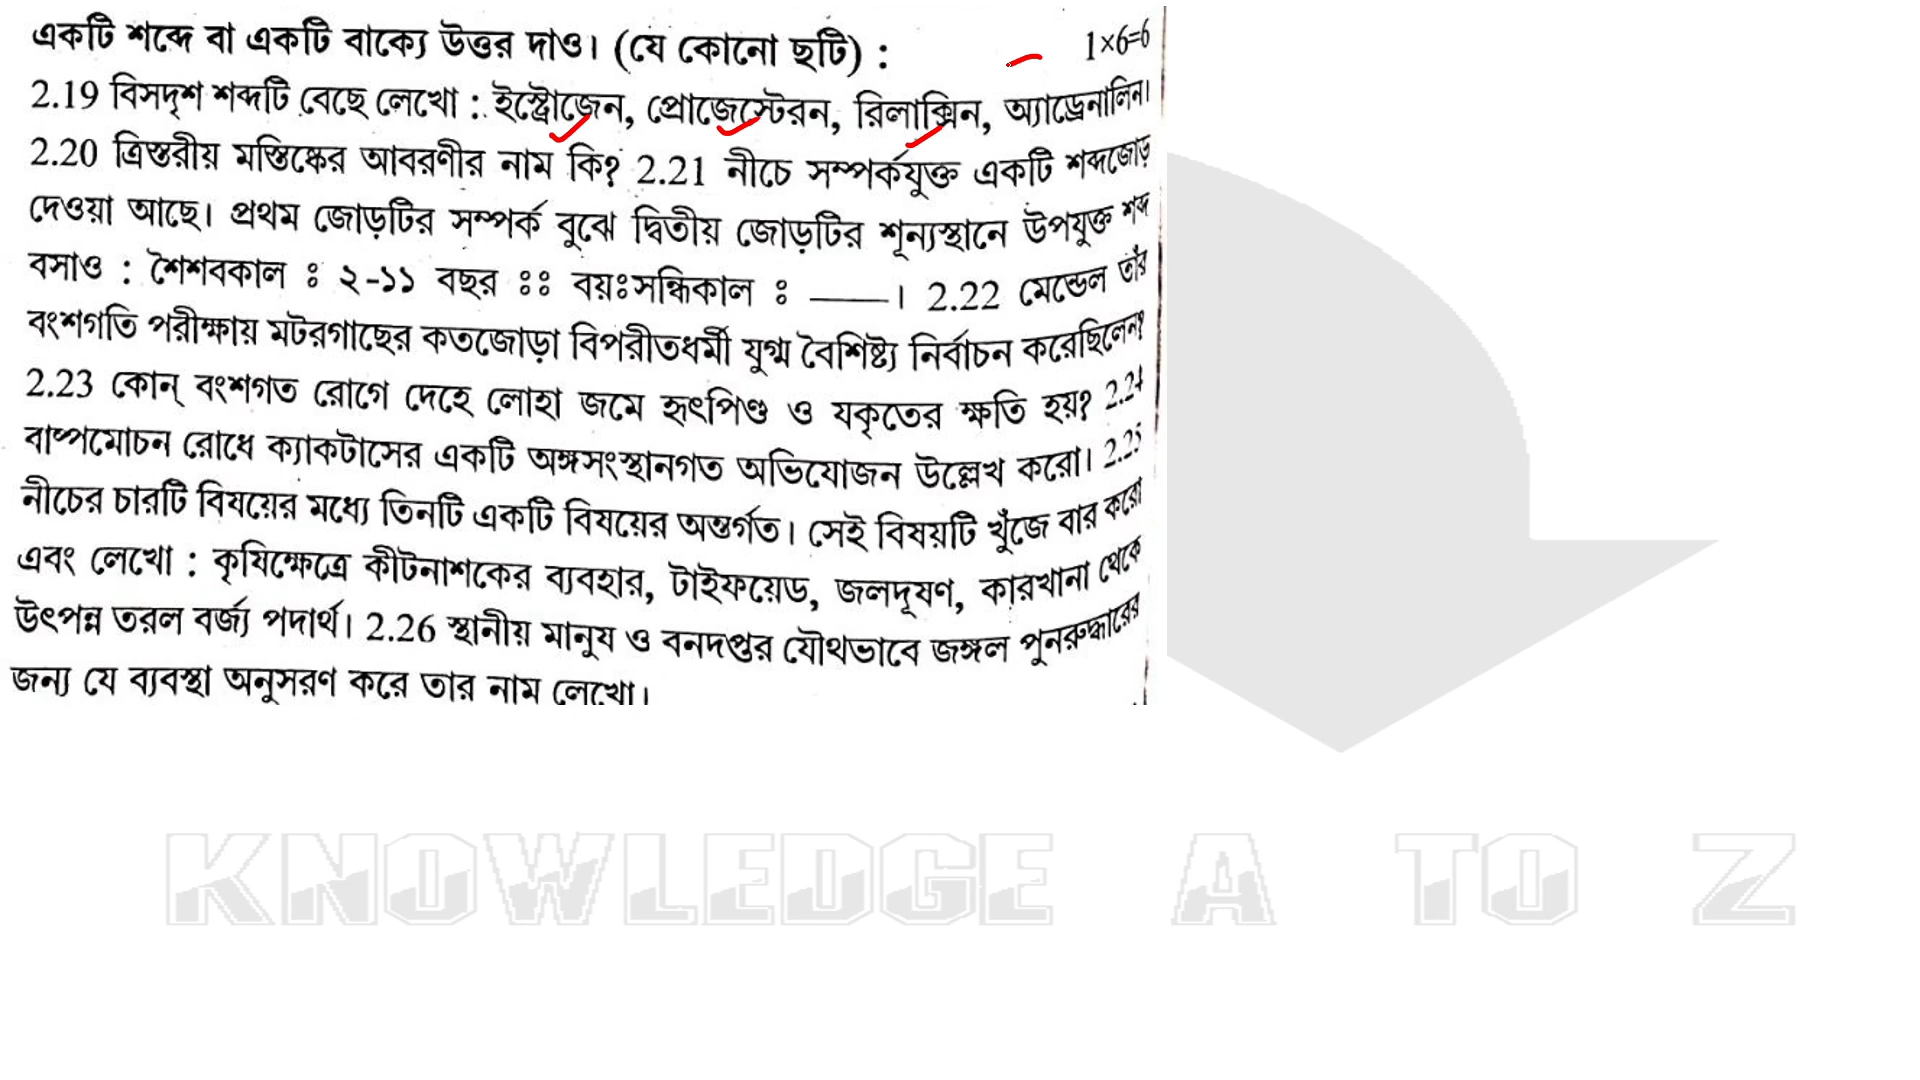 একটি শব্দে বা একটি বাক্যে উত্তর দাও। (যে কোনো ছটি) : 1×6=6
2.19 বিসদৃশ শব্দটি বেছে লেখো : ইস্ট্রোজেন, প্রোজেস্টেরন, রিলাক্সিন, অ্যাড্রেনালিন।
2.20 ত্রিস্তরীয় মস্তিষ্কের আবরণীর নাম কি? 2.21 নীচে সম্পর্কযুক্ত একটি শব্দজোড়
দেওয়া আছে। প্রথম জোড়টির সম্পর্ক বুঝে দ্বিতীয় জোড়টির শূন্যস্থানে উপযুক্ত শব্দ
বসাও : শৈশবকাল ঃ ২-১১ বছর ঃঃ বয়ঃসন্ধিকাল ঃ ——। 2.22 মেন্ডেল তাঁর
বংশগতি পরীক্ষায় মটরগাছের কতজোড়া বিপরীতধর্মী যুগ্ম বৈশিষ্ট্য নির্বাচন করেছিলেন?
2.23 কোন্ বংশগত রোগে দেহে লোহা জমে হৃৎপিণ্ড ও যকৃতের ক্ষতি হয়? 2.24
বাষ্পমোচন রোধে ক্যাকটাসের একটি অঙ্গসংস্থানগত অভিযোজন উল্লেখ করো। 2.25
নীচের চারটি বিষয়ের মধ্যে তিনটি একটি বিষয়ের অন্তর্গত। সেই বিষয়টি খুঁজে বার করো
এবং লেখো : কৃষিক্ষেত্রে কীটনাশকের ব্যবহার, টাইফয়েড, জলদূষণ, কারখানা থেকে
উৎপন্ন তরল বর্জ্য পদার্থ। 2.26 স্থানীয় মানুষ ও বনদপ্তর যৌথভাবে জঙ্গল পুনরুদ্ধারের
জন্য যে ব্যবস্থা অনুসরণ করে তার নাম লেখো।
KNOWLEDGE A TO Z